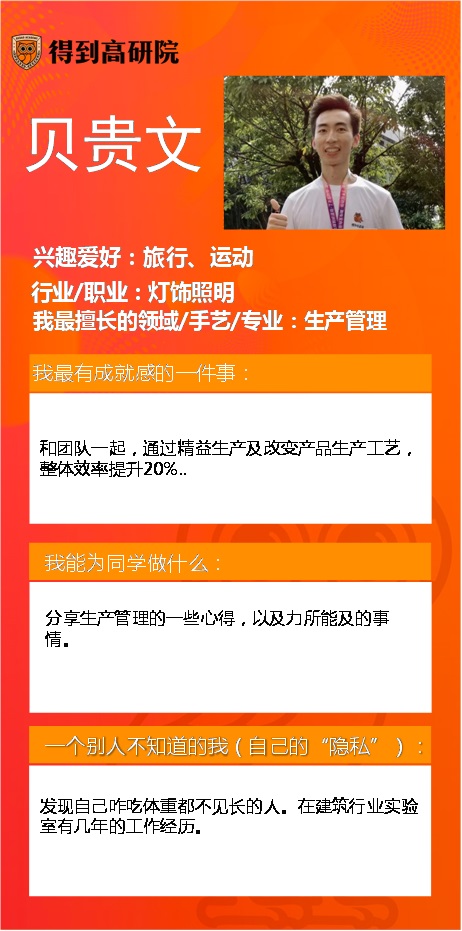 得到高研院
贝贵文
兴趣爱好：旅行、运动
行业/职业：灯饰照明
我最擅长的领域/手艺/专业：生产管理
我最有成就感的一件事：
和团队一起，通过精益生产及改变产品生产工艺，
整体效率提升20%..
我能为同学做什么：
分享生产管理的一些心得，以及力所能及的事
情。
一个别人不知道的我（自己的“隐私”）：
发现自己咋吃体重都不见长的人。在建筑行业实验
室有几年的工作经历。